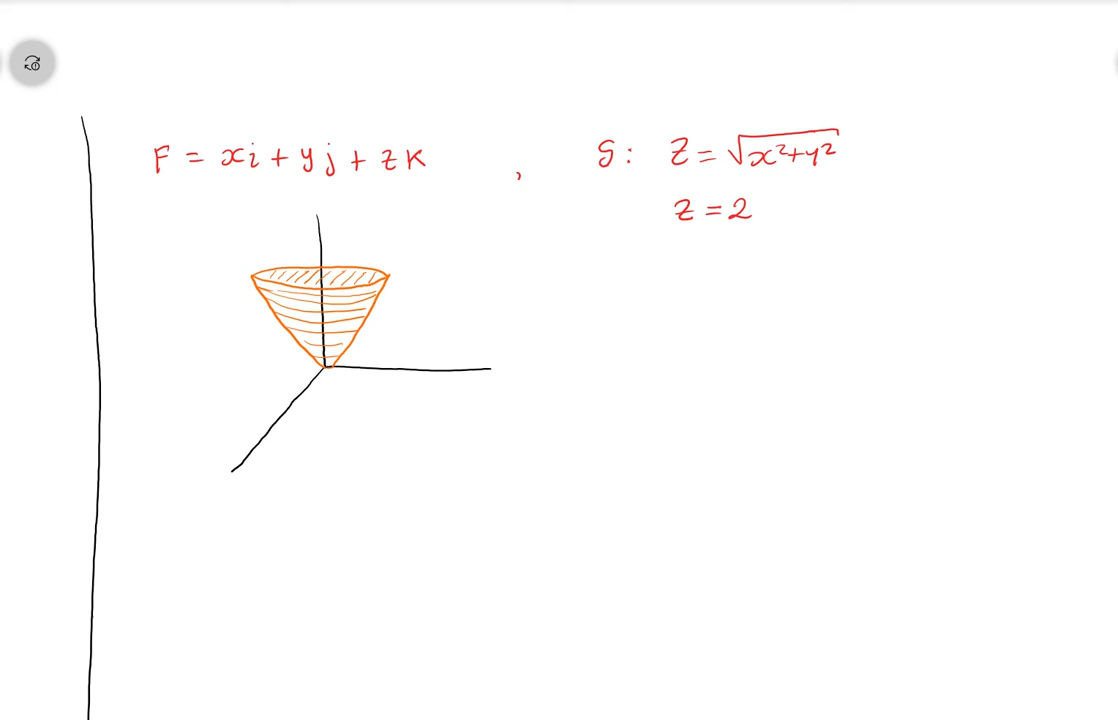 F = xi + yj + zk , S: z = √x²+y²
z = 2